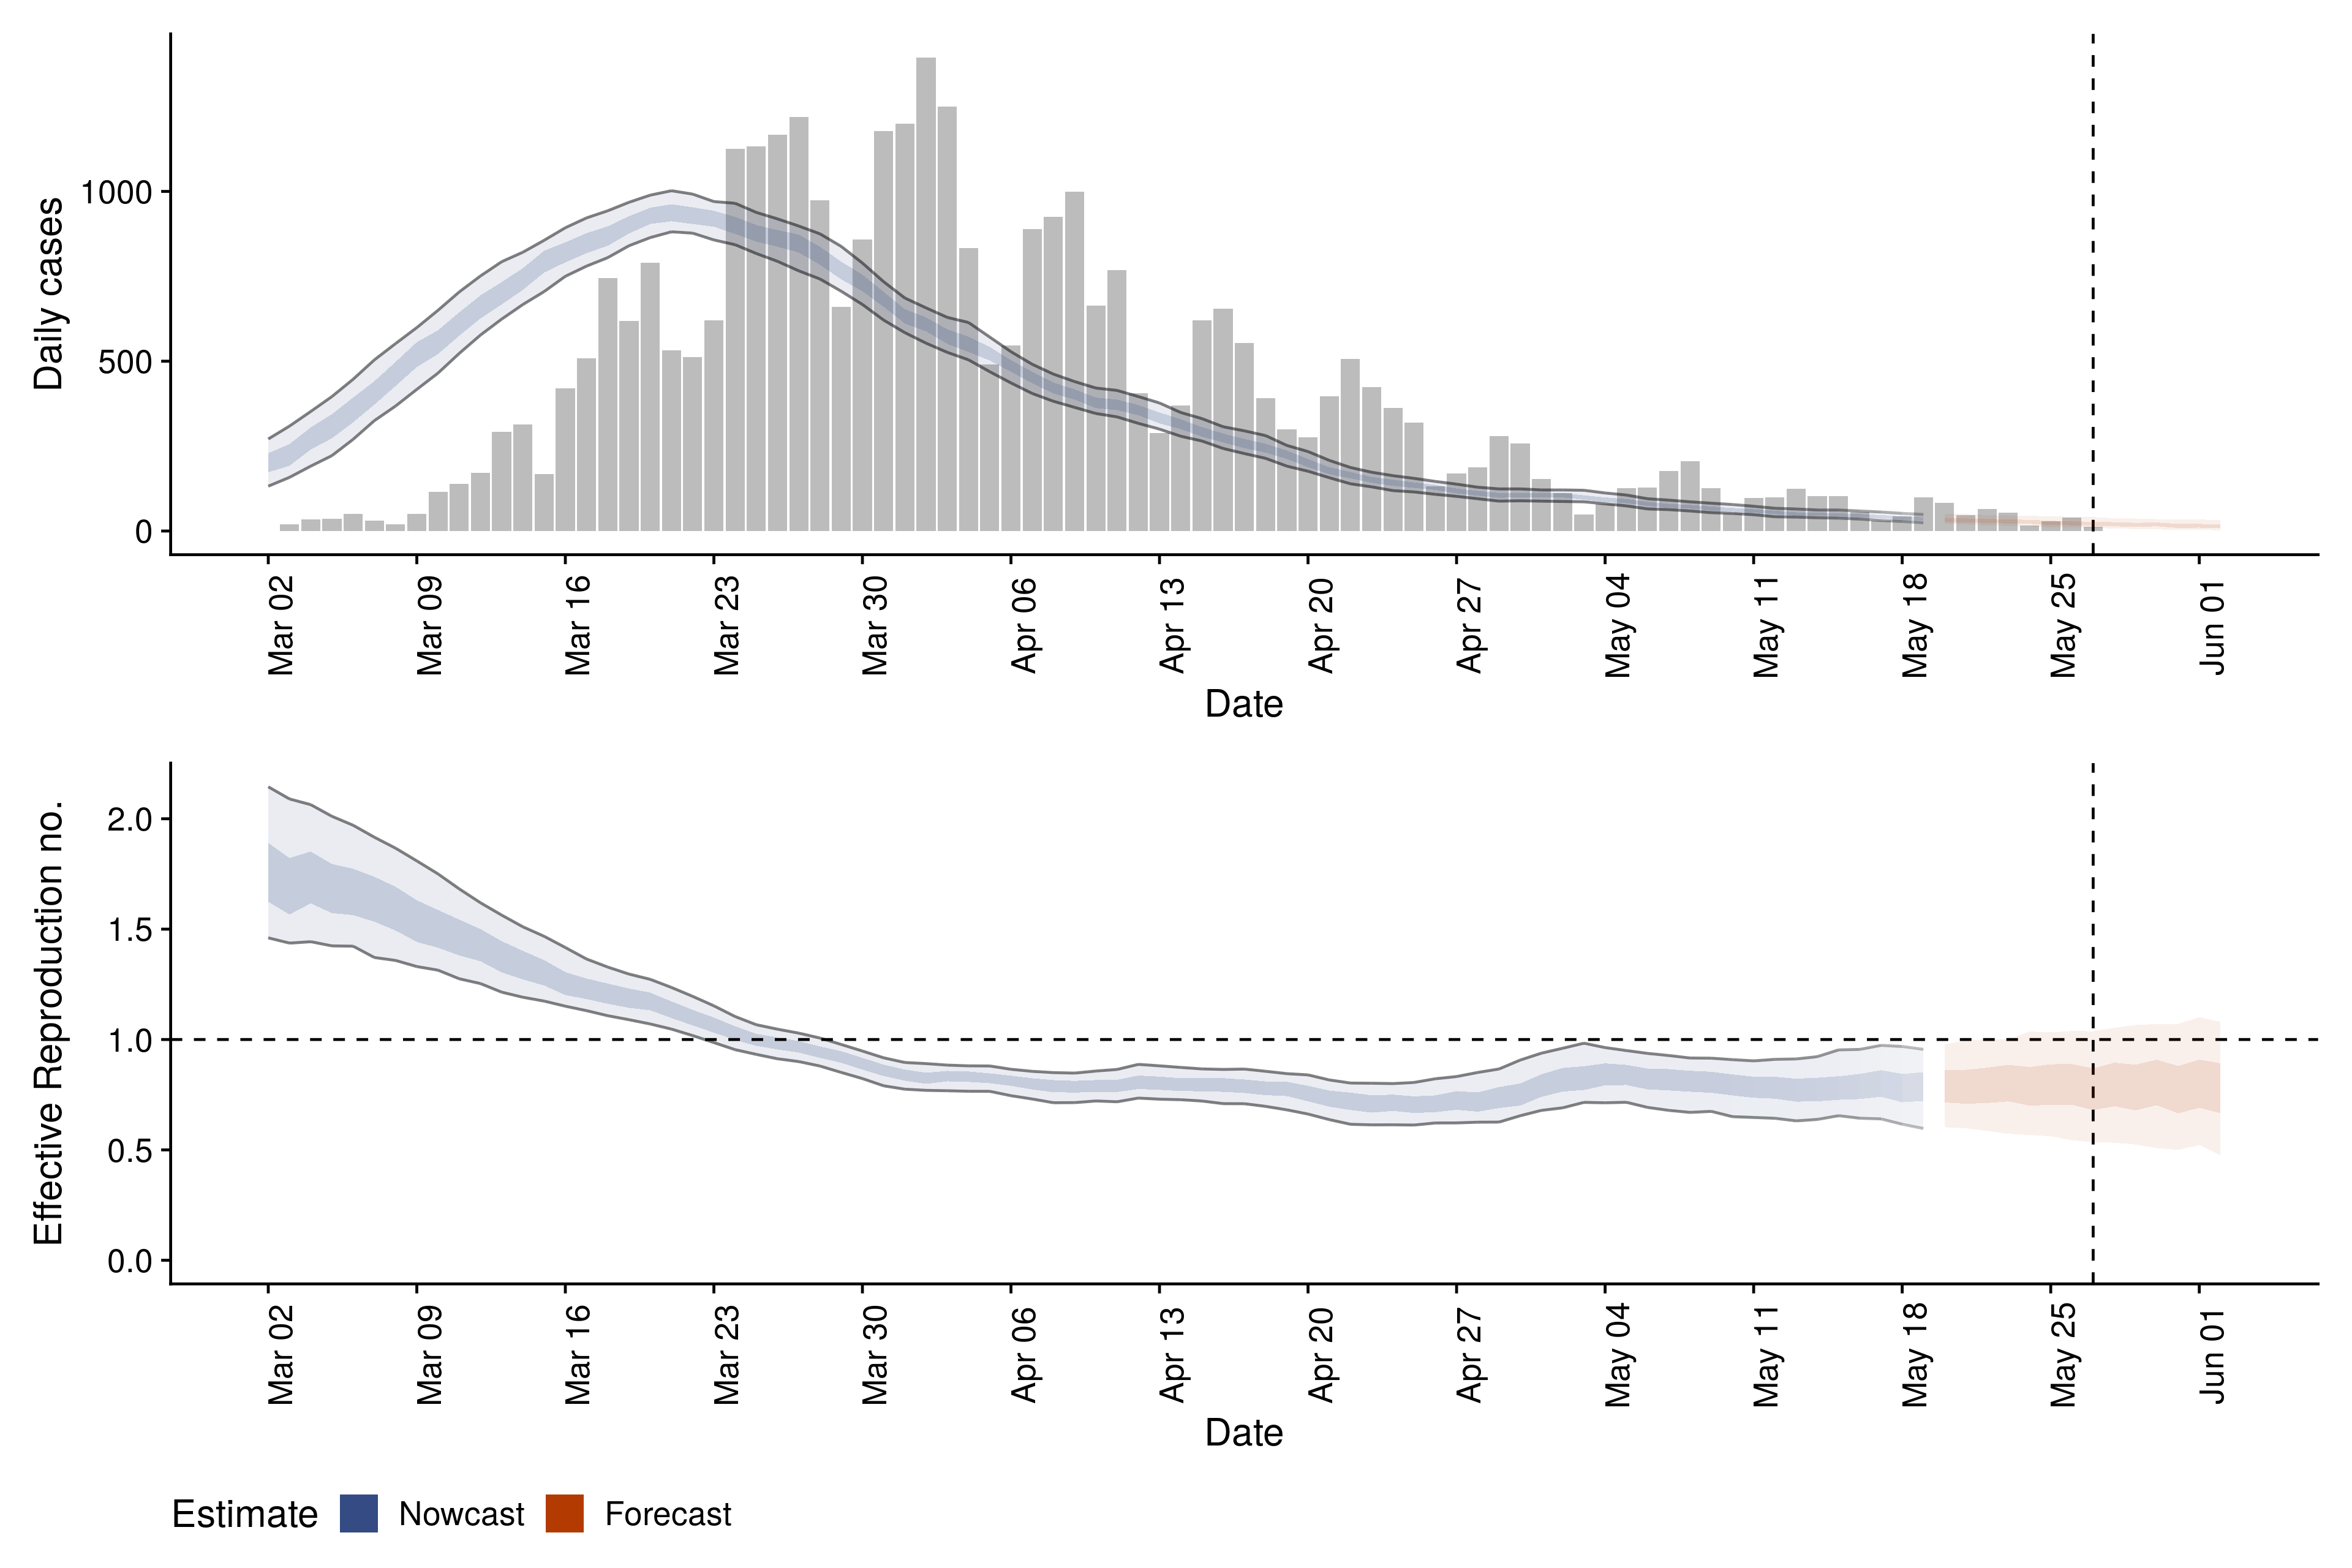 Daily cases
1000
500
0
Mar 02 Mar 09 Mar 16 Mar 23 Mar 30 Apr 06 Apr 13 Apr 20 Apr 27 May 04 May 11 May 18 May 25 Jun 01
Date
Effective Reproduction no.
2.0
1.5
1.0
0.5
0.0
Mar 02 Mar 09 Mar 16 Mar 23 Mar 30 Apr 06 Apr 13 Apr 20 Apr 27 May 04 May 11 May 18 May 25 Jun 01
Date
Estimate Nowcast Forecast